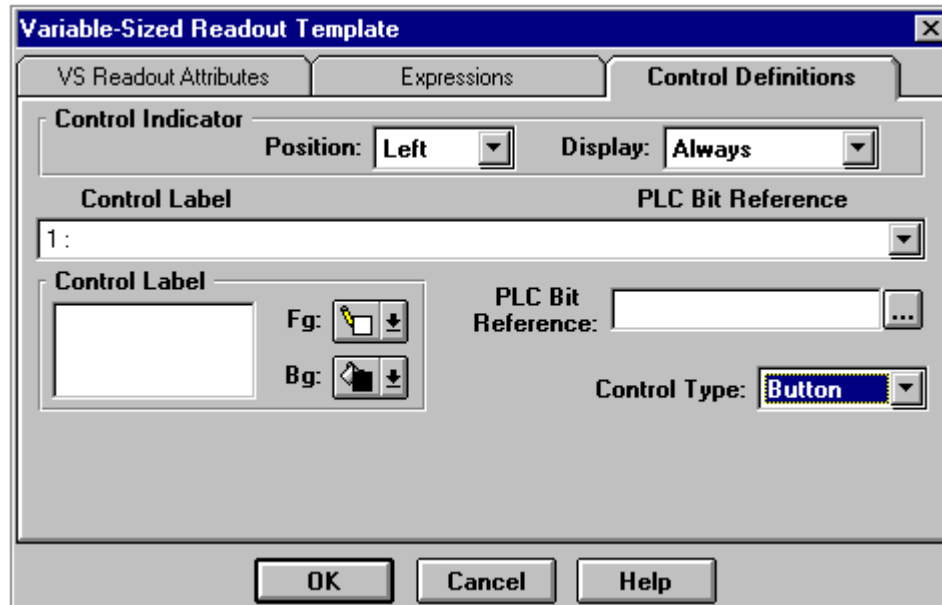 Variable-Sized Readout Template
VS Readout Attributes Expressions Control Definitions
Control Indicator
Position: Left Display: Always
Control Label PLC Bit Reference
1 :
Control Label
Fg:
Bg:
PLC Bit
Reference:
...
Control Type: Button
OK Cancel Help